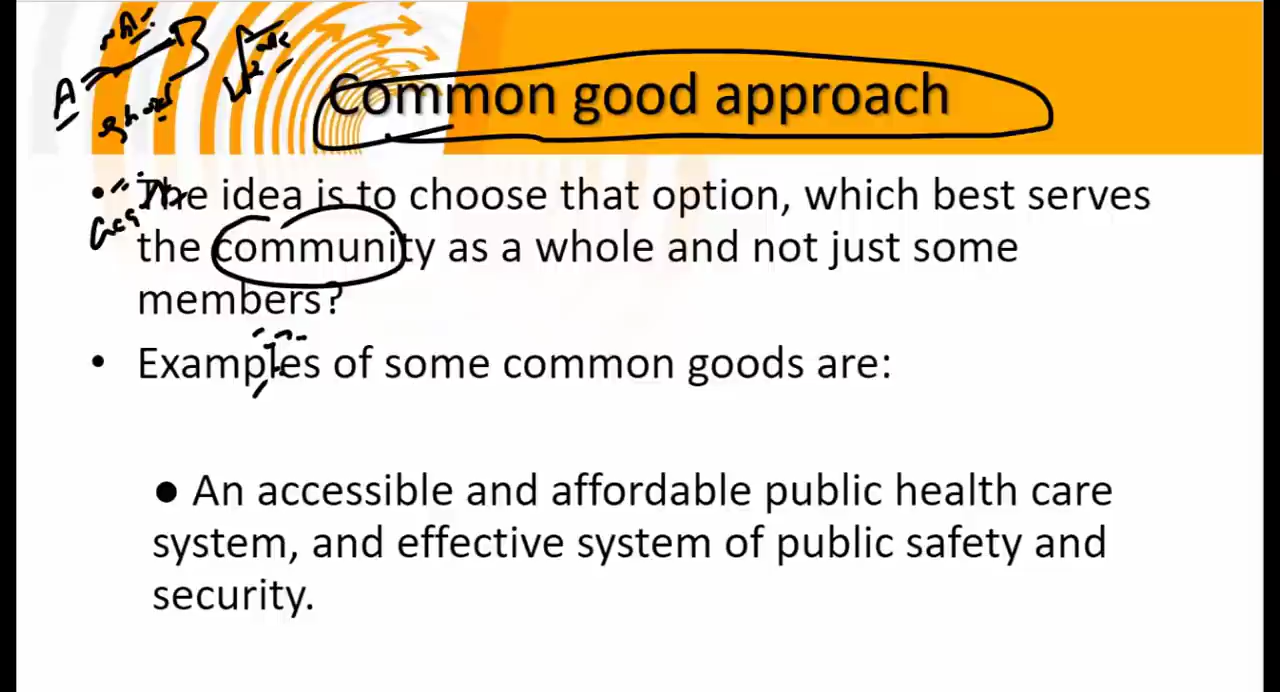 A
B
Common good approach
• The idea is to choose that option, which best serves
the community as a whole and not just some
members?
• Examples of some common goods are:
● An accessible and affordable public health care
system, and effective system of public safety and
security.